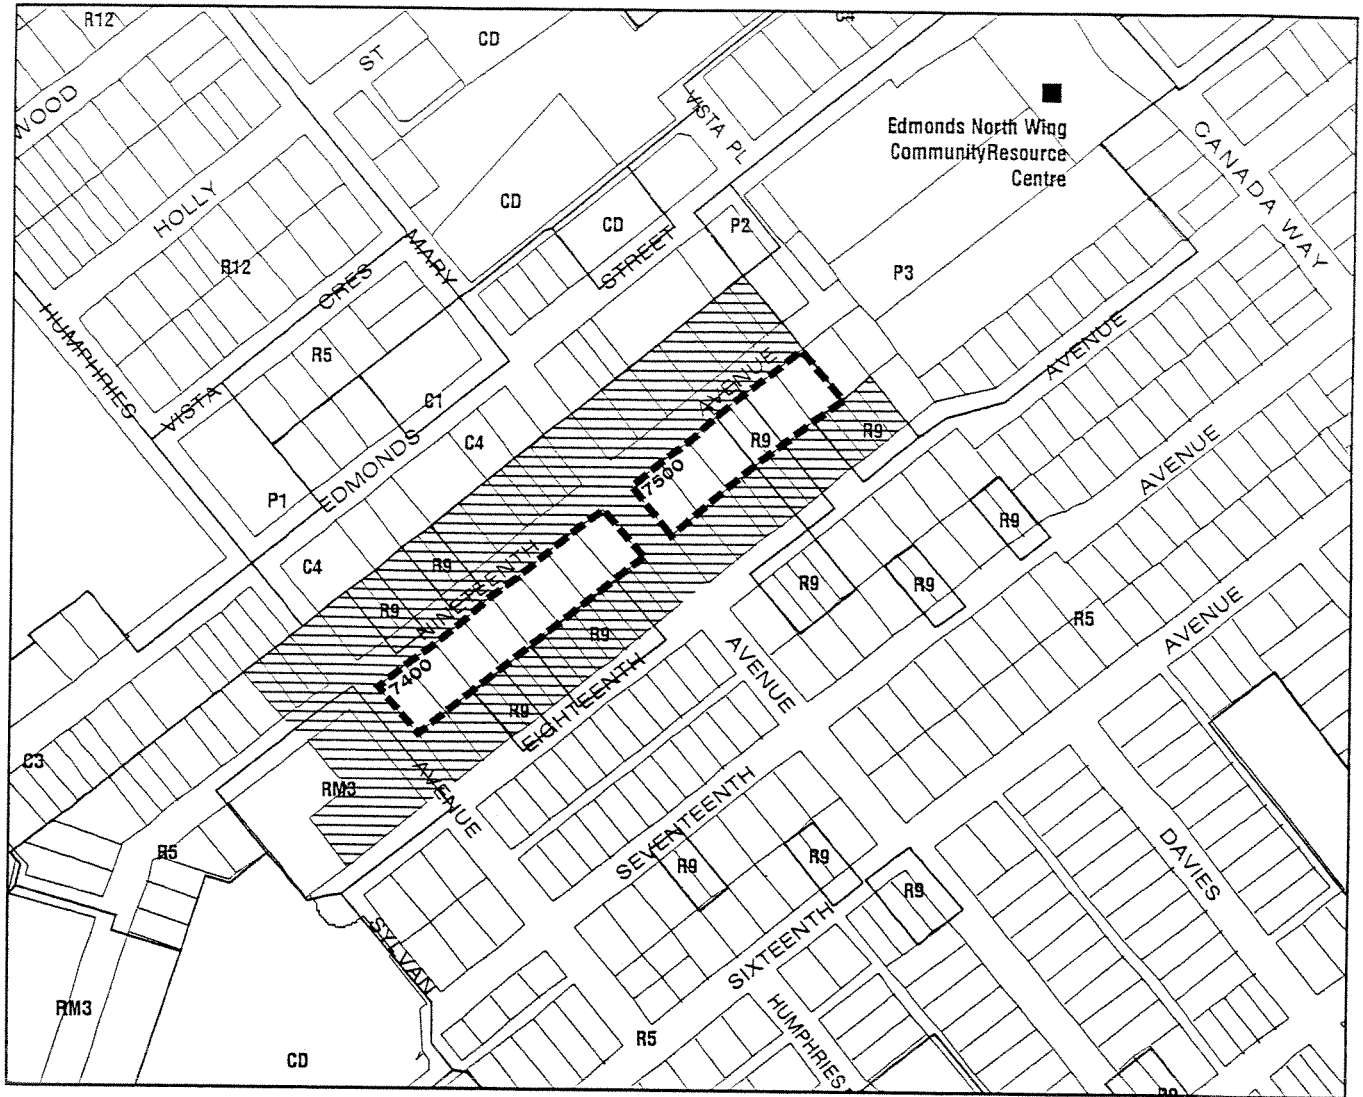 R12
CD
ST
WOOD
VISTA PL
Edmonds North Wing
CommunityResource
Centre
CANADA WAY
HOLLY
CD
CD
P2
R12
CRES
MARY
STREET
P3
HUMPHRIES
R5
AVENUE
AVENUE
VISTA
C1
C4
R9
R9
EDMONDS
AVENUE
7500
P1
C4
R9
R9
NINETEENTH
R9
R9
R9
R5
AVENUE
R9
7400
AVENUE
EIGHTEENTH
R9
C3
RM3
AVENUE
R5
SEVENTEENTH
R9
R9
R9
DAVIES
SYLVAN
SIXTEENTH
RM3
HUMPHRIES
R5
CD
R9